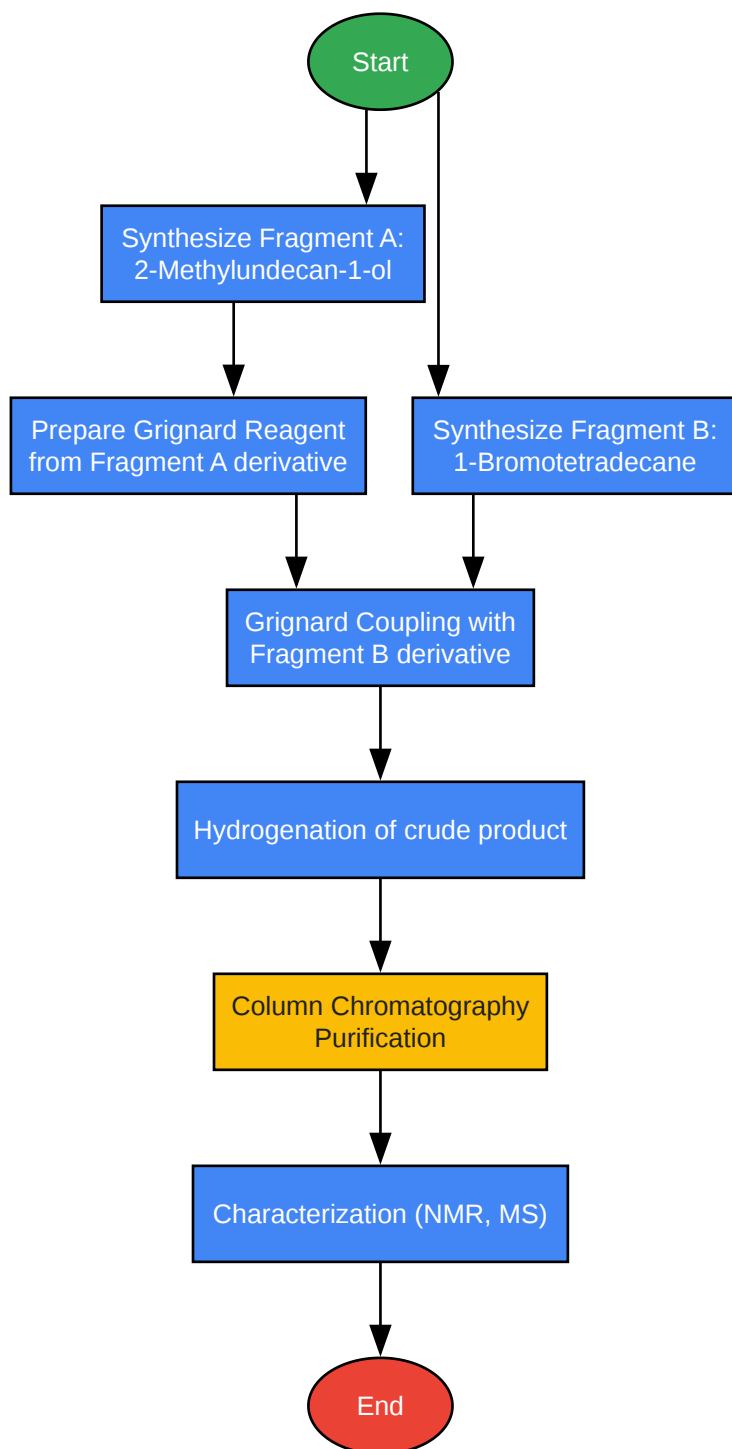 Start
Synthesize Fragment A:
2-Methylundecan-1-ol
Prepare Grignard Reagent
from Fragment A derivative
Synthesize Fragment B:
1-Bromotetradecane
Grignard Coupling with
Fragment B derivative
Hydrogenation of crude product
Column Chromatography
Purification
Characterization (NMR, MS)
End